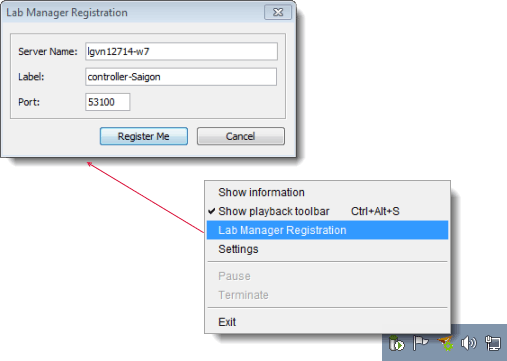 Lab Manager Registration
Server Name: lgvn12714-w7
Label: controller-Saigon
Port: 53100
Register Me Cancel
Show information
Show playback toolbar Ctrl+Alt+S
Lab Manager Registration
Settings
Pause
Terminate
Exit